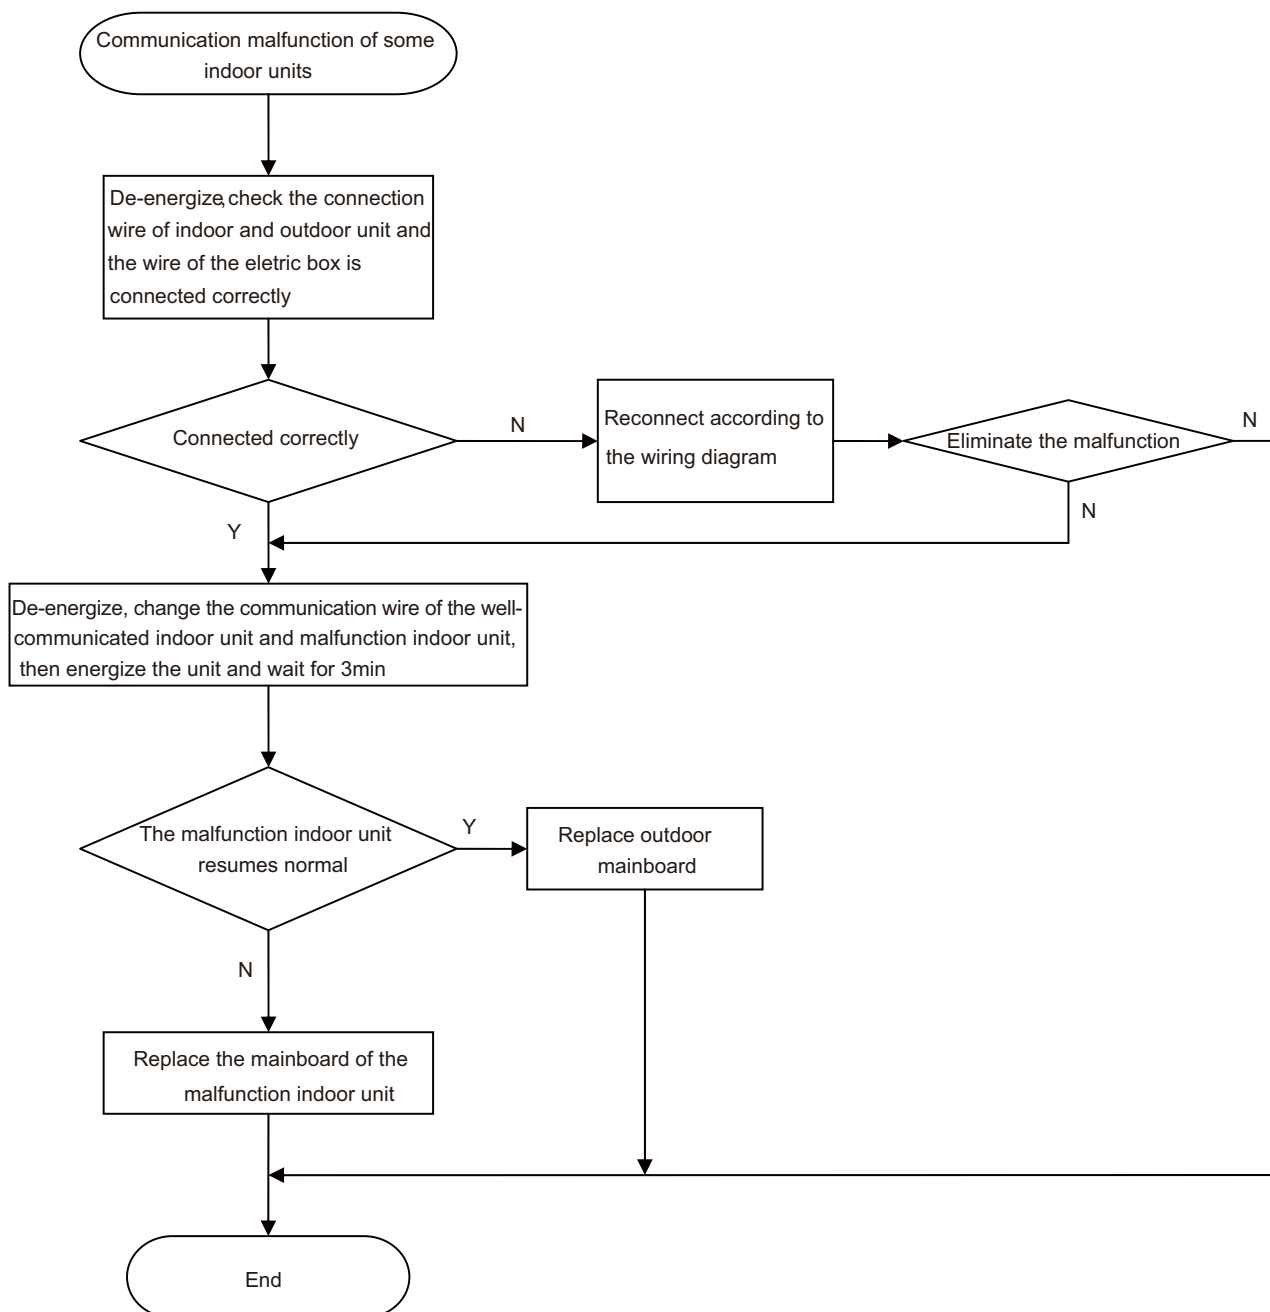 Communication malfunction of some
indoor units
De-energize,check the connection
wire of indoor and outdoor unit and
the wire of the eletric box is
connected correctly
Connected correctly
N
Reconnect according to
the wiring diagram
Eliminate the malfunction
N
N
Y
De-energize, change the communication wire of the well-
communicated indoor unit and malfunction indoor unit,
then energize the unit and wait for 3min
The malfunction indoor unit
resumes normal
Y
Replace outdoor
mainboard
N
Replace the mainboard of the
malfunction indoor unit
End